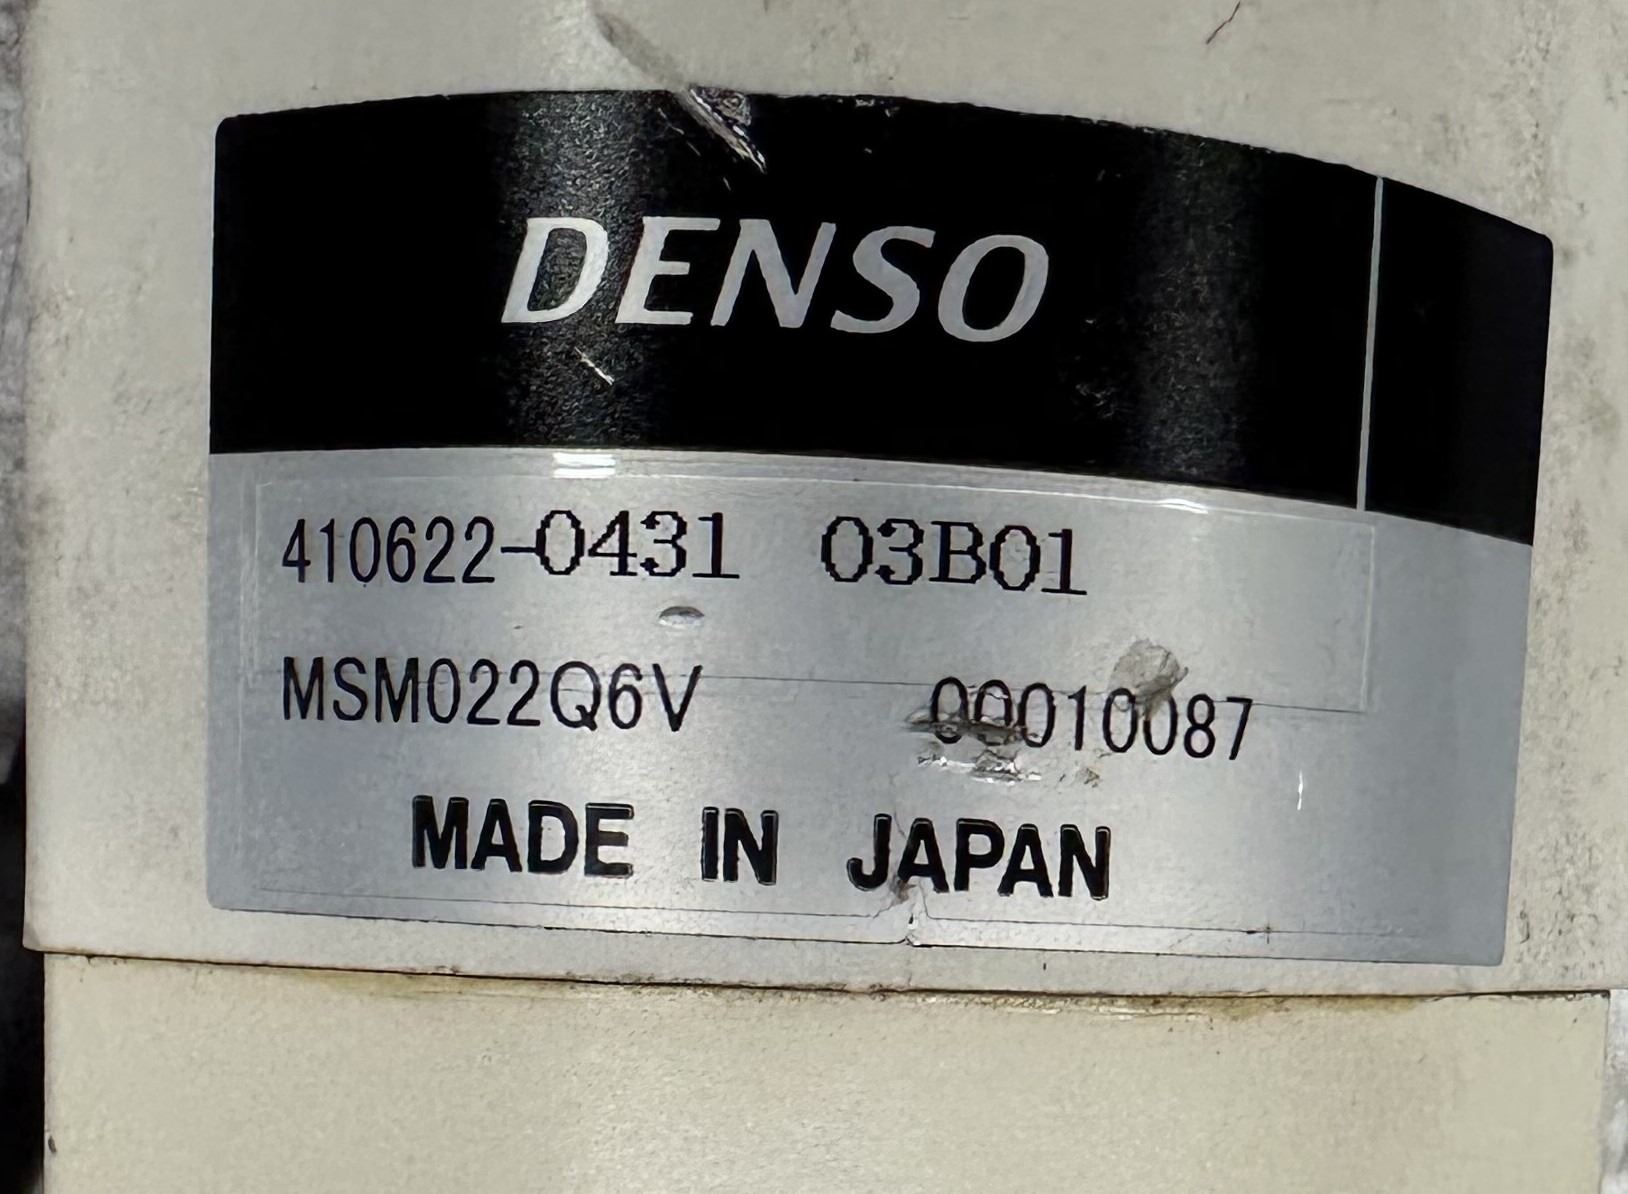 DENSO
410622-0431 03B01
MSM022Q6V 00010087
MADE IN JAPAN